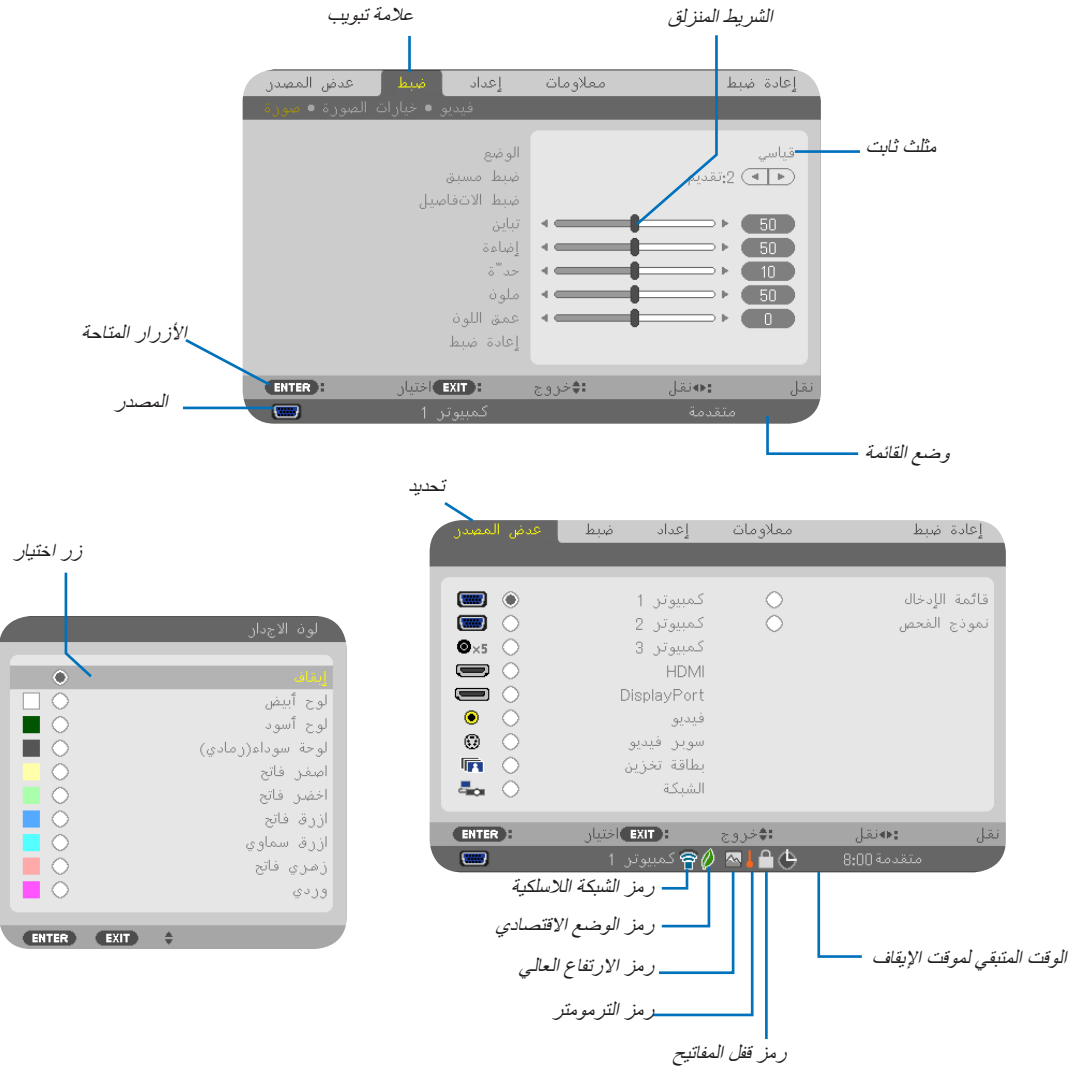 علامة تبويب
الشريط المنزلق
عدض المصدر
ضبط
إعداد
معلاومات
إعادة ضبط
صورة ● خيارات الصورة ● فيديو
الوضع
قياسي
مثلث ثابت
ضبط مسبق
2:تقديم
ضبط الاتفاصيل
تباين
50
إضاءة
50
حدّة
10
ملون
50
عمق اللون
0
إعادة ضبط
الأزرار المتاحة
ENTER:
اختيار
EXIT:
خروج
:نقل
:نقل
المصدر
كمبيوتر 1
متقدمة
وضع القائمة
تحديد
عدض المصدر
ضبط
إعداد
معلاومات
إعادة ضبط
كمبيوتر 1
قائمة الإدخال
كمبيوتر 2
نموذج الفحص
×5
كمبيوتر 3
HDMI
DisplayPort
فيديو
سوبر فيديو
بطاقة تخزين
الشبكة
ENTER:
اختيار
EXIT:
خروج
:نقل
:نقل
كمبيوتر 1
متقدمة 8:00
زر اختيار
لون الاجدار
إيقاف
لوح أبيض
لوح أسود
لوحة سوداء(رمادي)
اصفر فاتح
اخضر فاتح
ازرق فاتح
ازرق سماوي
زهري فاتح
وردي
ENTER
EXIT
رمز الشبكة اللاسلكية
رمز الوضع الاقتصادي
رمز الارتفاع العالي
رمز الترمومتر
رمز قفل المفاتيح
الوقت المتبقي لموقت الإيقاف